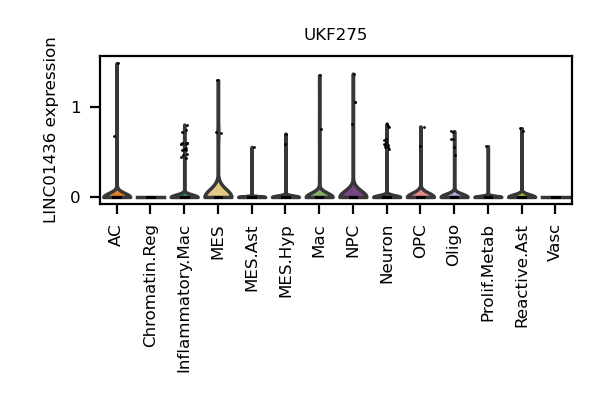 UKF275
LINC01436 expression
1
0
AC
Chromatin.Reg
Inflammatory.Mac
MES
MES.Ast
MES.Hyp
Mac
NPC
Neuron
OPC
Oligo
Prolif.Metab
Reactive.Ast
Vasc